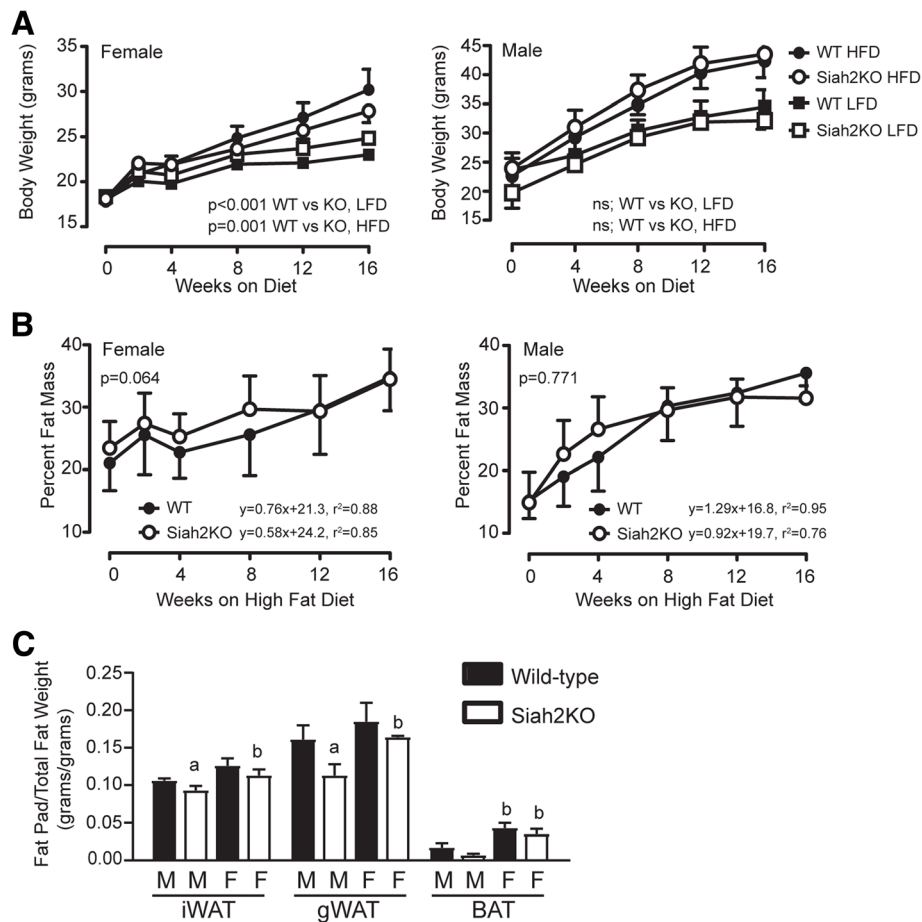 A
Female
Body Weight (grams)
35
30
25
20
15
p<0.001 WT vs KO, LFD
p=0.001 WT vs KO, HFD
0 4 8 12 16
Weeks on Diet
Male
Body Weight (grams)
45
40
35
30
25
20
15
ns; WT vs KO, LFD
ns; WT vs KO, HFD
0 4 8 12 16
Weeks on Diet
WT HFD
Siah2KO HFD
WT LFD
Siah2KO LFD
B
Female
p=0.064
Percent Fat Mass
40
30
20
10
WT y=0.76x+21.3, r²=0.88
Siah2KO y=0.58x+24.2, r²=0.85
0 4 8 12 16
Weeks on High Fat Diet
Male
p=0.771
Percent Fat Mass
40
30
20
10
WT y=1.29x+16.8, r²=0.95
Siah2KO y=0.92x+19.7, r²=0.76
0 4 8 12 16
Weeks on High Fat Diet
C
Fat Pad/Total Fat Weight
(grams/grams)
0.25
0.20
0.15
0.10
0.05
0.00
Wild-type
Siah2KO
a b a b b b
M M F F M M F F M M F F
iWAT gWAT BAT